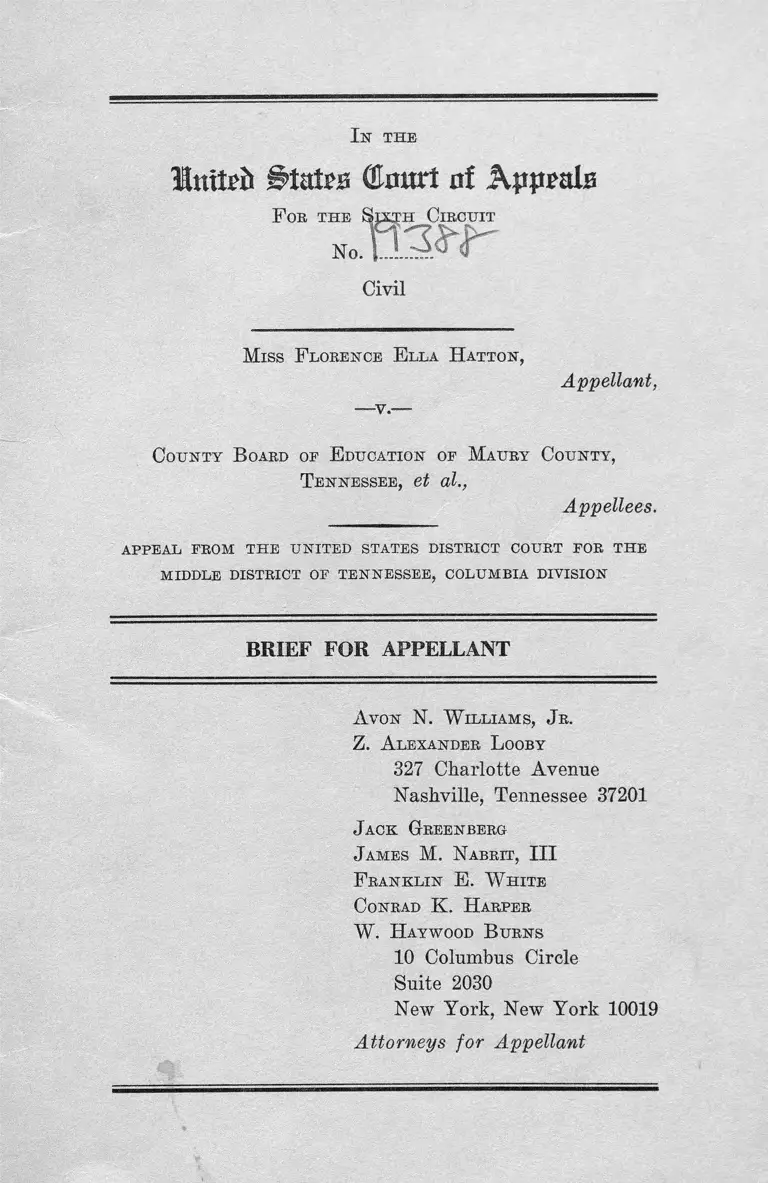 IN THE
United States Court of Appeals
FOR THE SIXTH CIRCUIT
No. 19388
Civil
MISS FLORENCE ELLA HATTON,
Appellant,
—v.—
COUNTY BOARD OF EDUCATION OF MAURY COUNTY,
TENNESSEE, et al.,
Appellees.
APPEAL FROM THE UNITED STATES DISTRICT COURT FOR THE
MIDDLE DISTRICT OF TENNESSEE, COLUMBIA DIVISION
BRIEF FOR APPELLANT
AVON N. WILLIAMS, JR.
Z. ALEXANDER LOOBY
327 Charlotte Avenue
Nashville, Tennessee 37201
JACK GREENBERG
JAMES M. NABRIT, III
FRANKLIN E. WHITE
CONRAD K. HARPER
W. HAYWOOD BURNS
10 Columbus Circle
Suite 2030
New York, New York 10019
Attorneys for Appellant